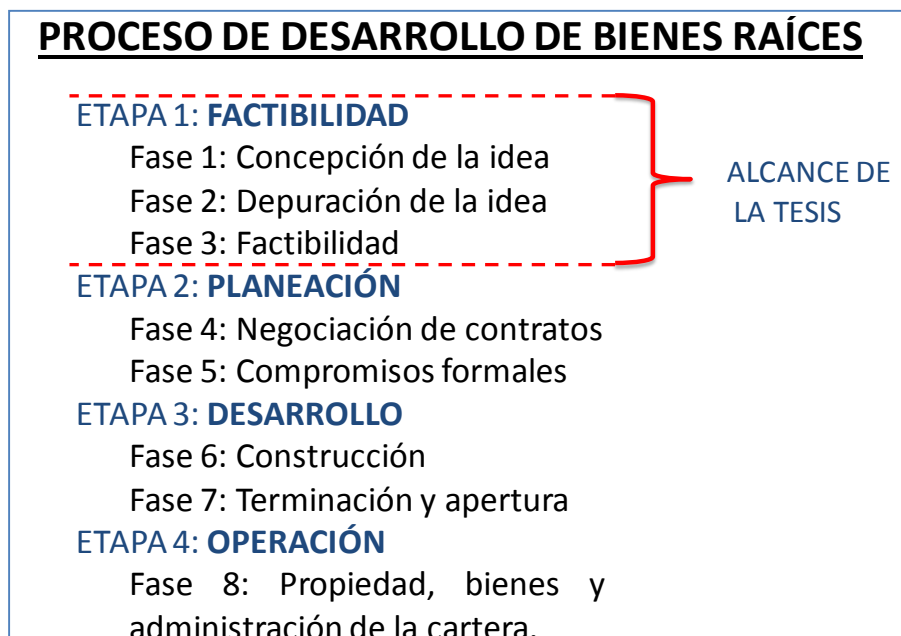 PROCESO DE DESARROLLO DE BIENES RAÍCES
ETAPA 1: FACTIBILIDAD
Fase 1: Concepción de la idea
Fase 2: Depuración de la idea
Fase 3: Factibilidad
ALCANCE DE
LA TESIS
ETAPA 2: PLANEACIÓN
Fase 4: Negociación de contratos
Fase 5: Compromisos formales
ETAPA 3: DESARROLLO
Fase 6: Construcción
Fase 7: Terminación y apertura
ETAPA 4: OPERACIÓN
Fase 8: Propiedad, bienes y
administración de la cartera.